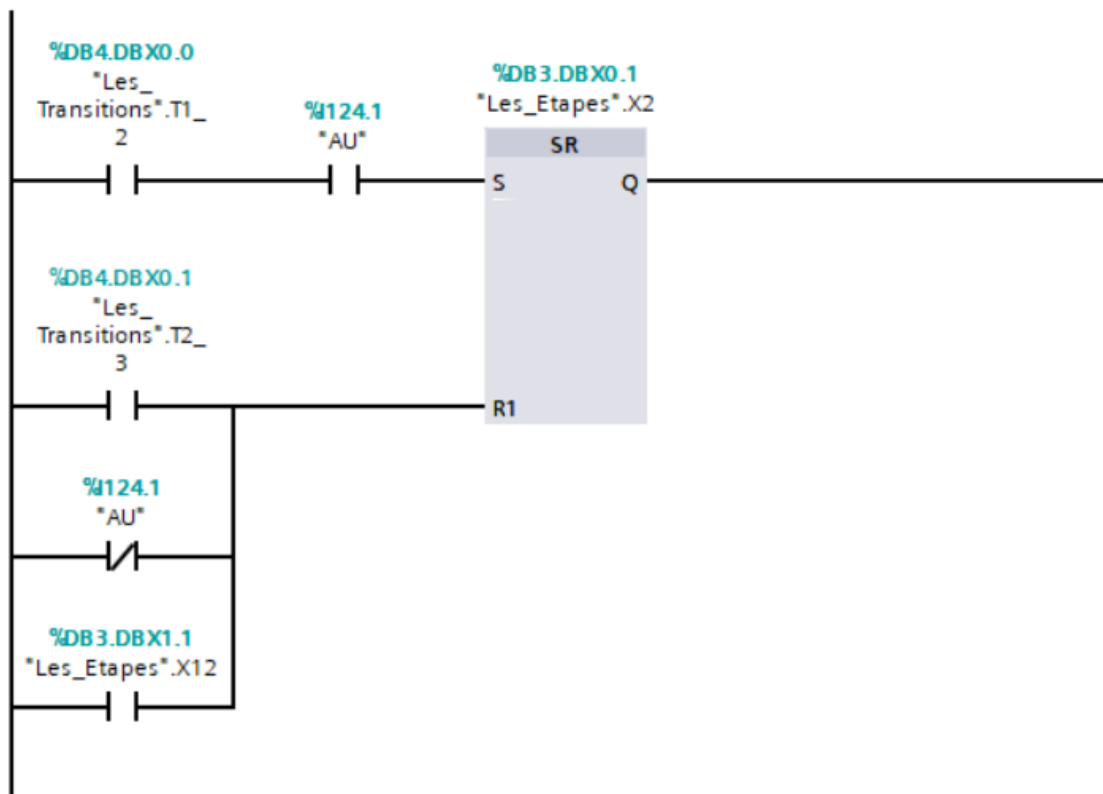 %DB4.DBX0.0
"Les_
Transitions".T1_
2
%I124.1
"AU"
%DB3.DBX0.1
"Les_Etapes".X2
SR
S
Q
%DB4.DBX0.1
"Les_
Transitions".T2_
3
R1
%I124.1
"AU"
%DB3.DBX1.1
"Les_Etapes".X12